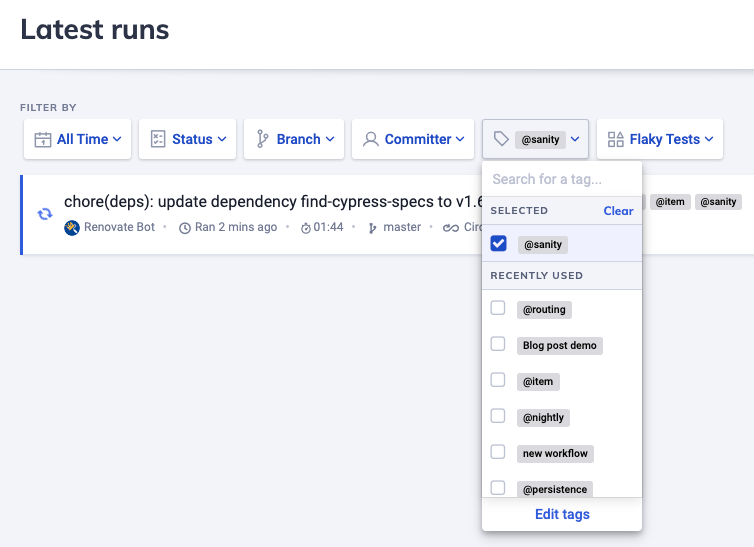 Latest runs
FILTER BY
All Time Status Branch Committer @sanity Flaky Tests
Search for a tag...
chore(deps): update dependency find-cypress-specs to v1.6 @item @sanity
SELECTED Clear
Renovate Bot • Ran 2 mins ago • 01:44 • master • Circ
@sanity
RECENTLY USED
@routing
Blog post demo
@item
@nightly
new workflow
@persistence
Edit tags